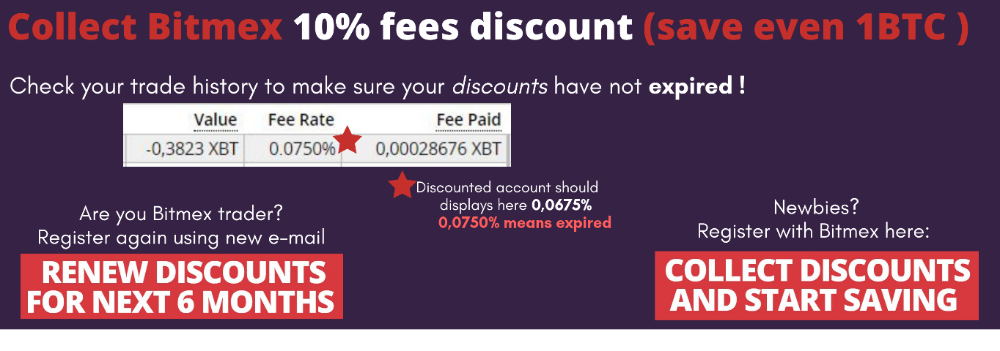 Collect Bitmex 10% fees discount (save even 1BTC )
Check your trade history to make sure your discounts have not expired !
Value Fee Rate Fee Paid
-0,3823 XBT 0.0750% 0,00028676 XBT
Discounted account should
displays here 0,0675%
0,0750% means expired
Are you Bitmex trader?
Register again using new e-mail
RENEW DISCOUNTS
FOR NEXT 6 MONTHS
Newbies?
Register with Bitmex here:
COLLECT DISCOUNTS
AND START SAVING